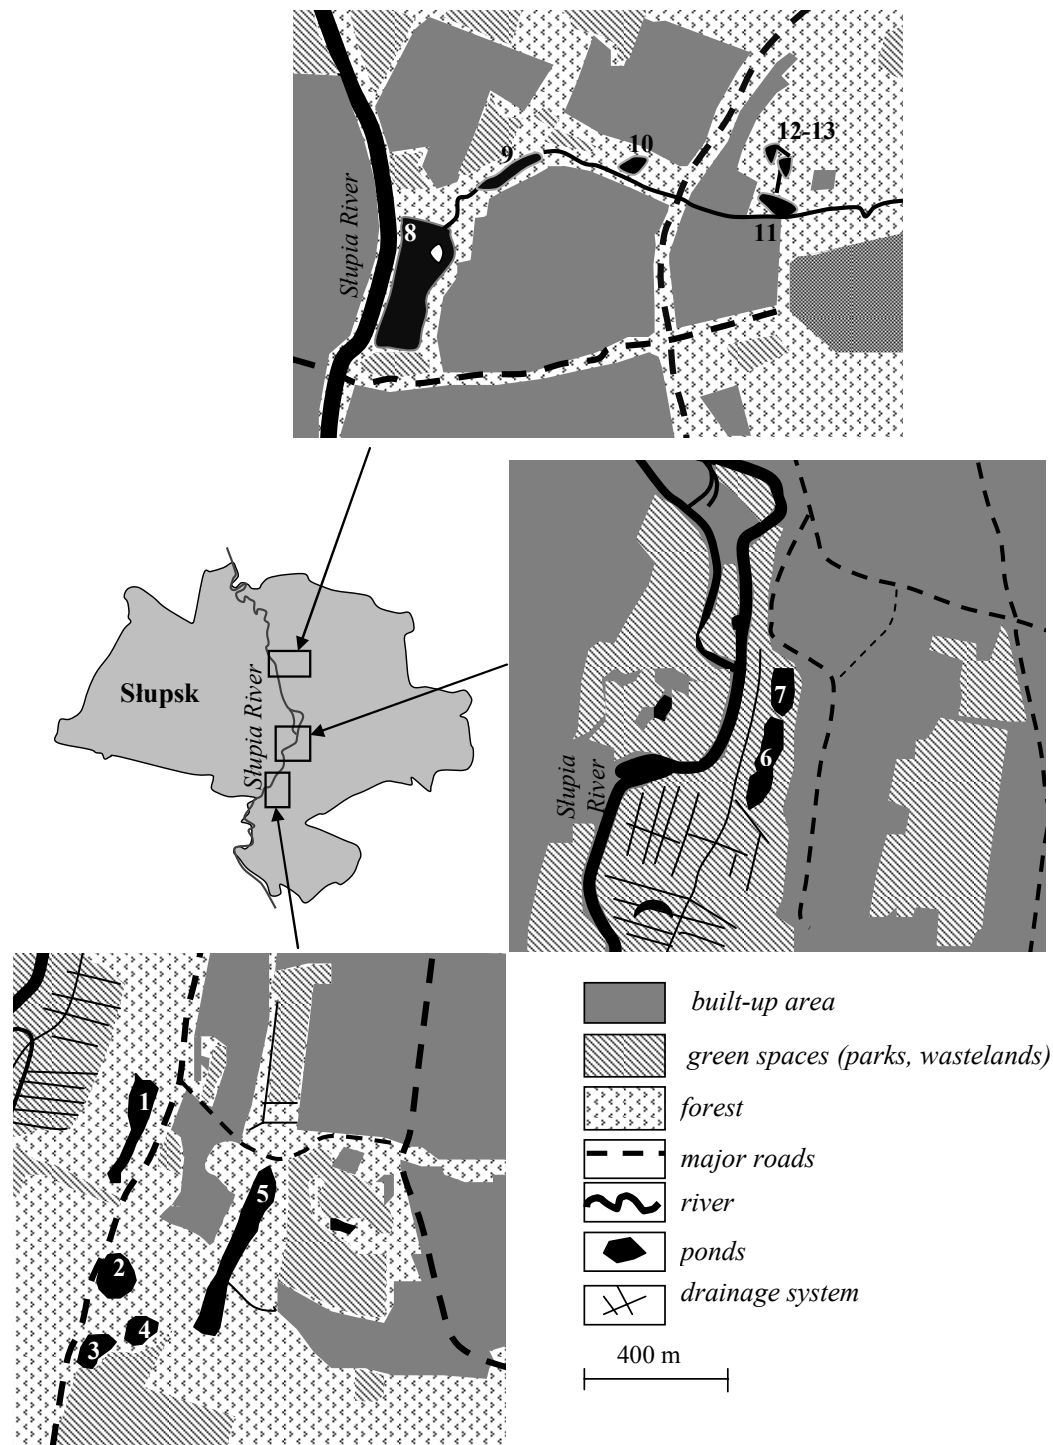 12-13
10
9
8
11
Słupia River
Słupsk
Słupia River
7
6
Słupia
River
1
5
2
4
3
built-up area
green spaces (parks, wastelands)
forest
major roads
river
ponds
drainage system
400 m